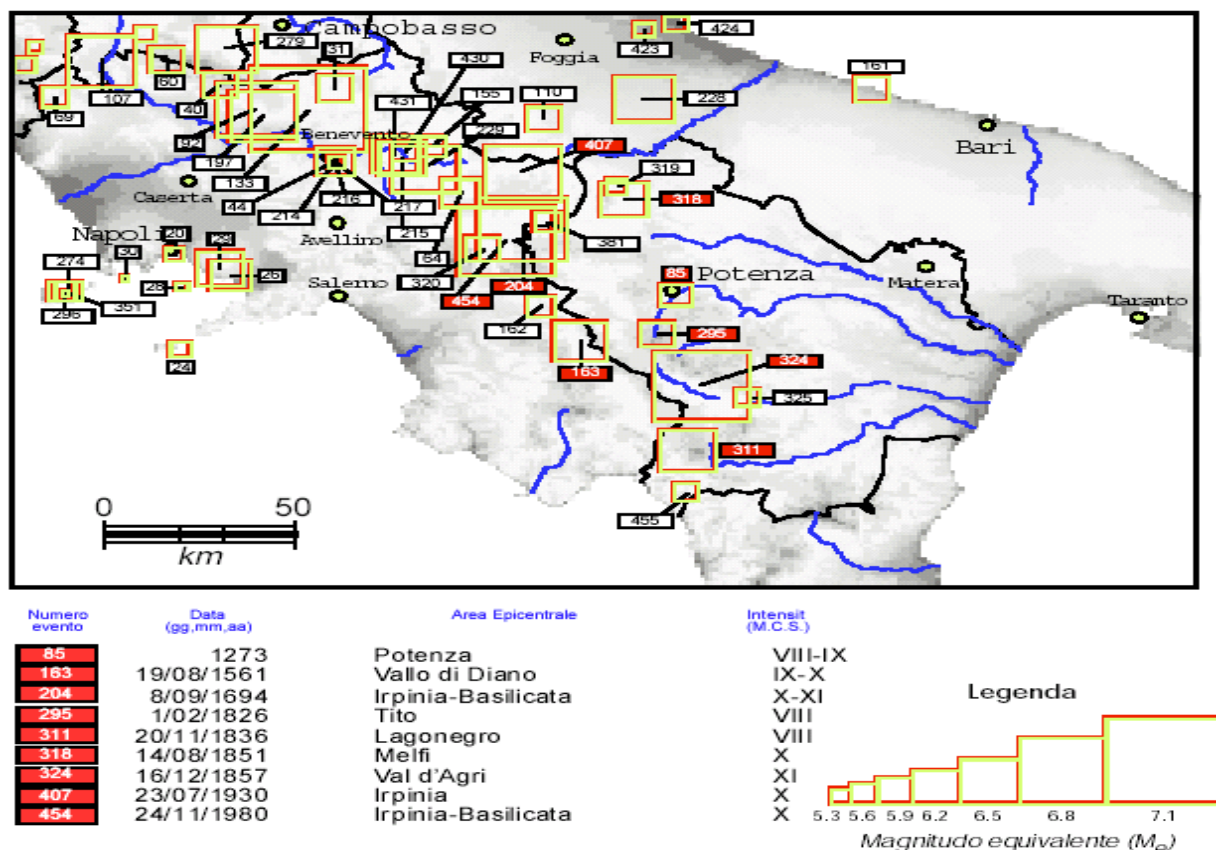 Campobasso
424
279
423
31
Foggia
430
60
161
155
110
107
431
228
40
69
229
92
Benevento
407
Bari
197
319
133
Caserta
318
44
216
217
214
Napoli
20
Avellino
215
381
30
274
64
26
85
Potenza
28
Salerno
320
Matera
204
454
Taranto
351
296
162
295
324
24
163
325
311
0 50
455
km
Numero evento
Data (gg,mm,aa)
Area Epicentrale
Intensit (M.C.S.)
85 1273 Potenza VIII-IX
163 19/08/1561 Vallo di Diano IX-X
204 8/09/1694 Irpinia-Basilicata X-XI
295 1/02/1826 Tito VIII
311 20/11/1836 Lagonegro VIII
318 14/08/1851 Melfi X
324 16/12/1857 Val d'Agri XI
407 23/07/1930 Irpinia X
454 24/11/1980 Irpinia-Basilicata X
Legenda
5.3 5.6 5.9 6.2 6.5 6.8 7.1
Magnitudo equivalente (Me)